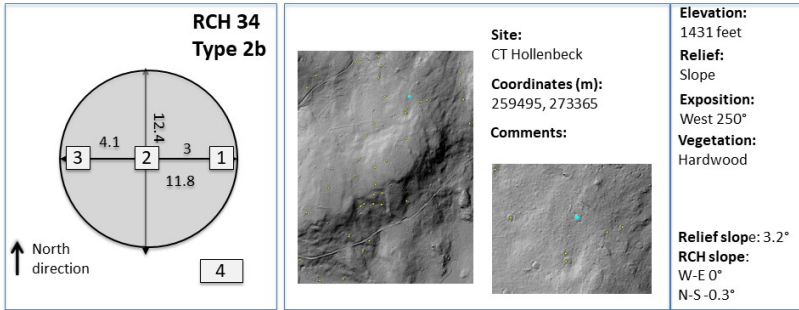 RCH 34
Type 2b
12.4
4.1
3
3
2
1
11.8
North
direction
4
Site:
CT Hollenbeck
Coordinates (m):
259495, 273365
Comments:
Elevation:
1431 feet
Relief:
Slope
Exposition:
West 250°
Vegetation:
Hardwood
Relief slope: 3.2°
RCH slope:
W-E 0°
N-S -0.3°